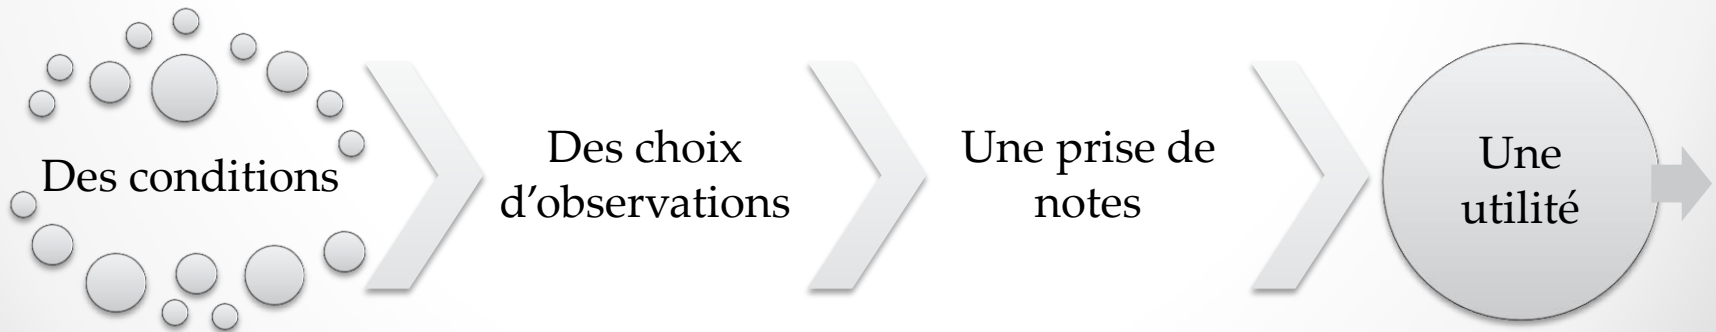 Des conditions
Des choix
d’observations
Une prise de
notes
Une
utilité